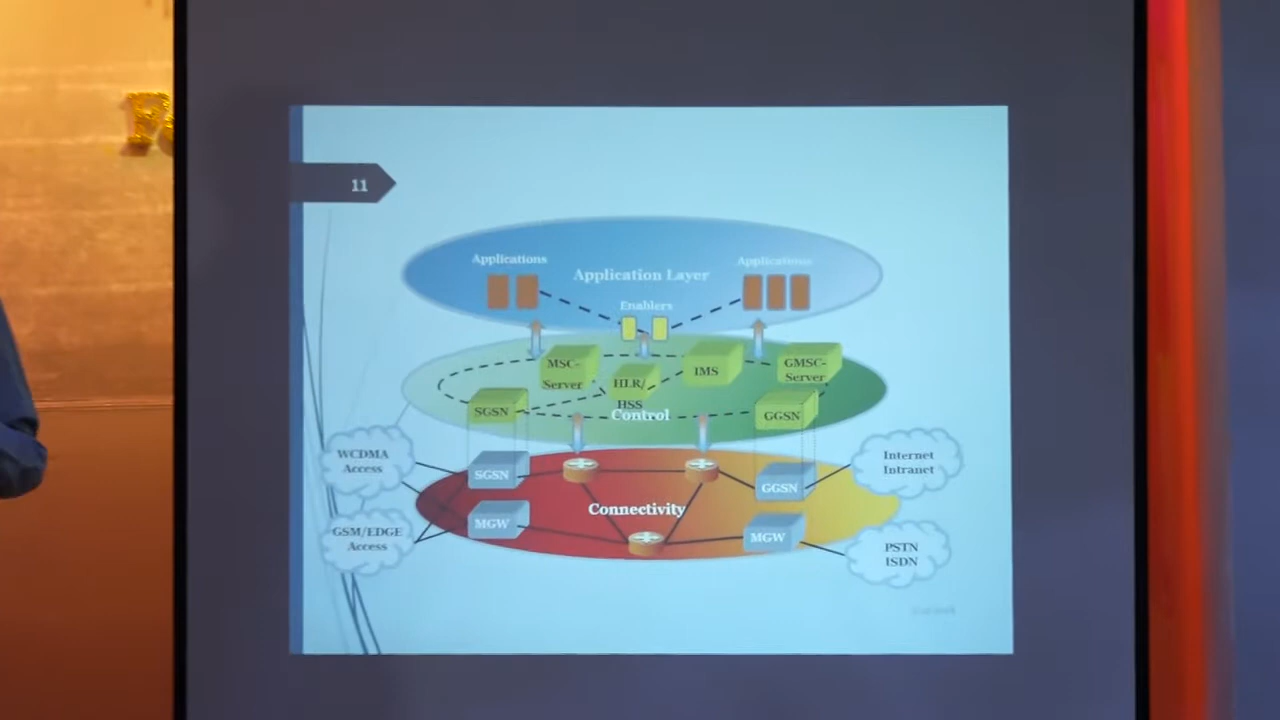 11
Applications
Application Layer
Applications
Enablers
MSC-
Server
HLR/
HSS
IMS
GMSC-
Server
SGSN
Control
GGSN
WCDMA
Access
SGSN
GGSN
Internet
Intranet
Connectivity
GSM/EDGE
Access
MGW
MGW
PSTN
ISDN